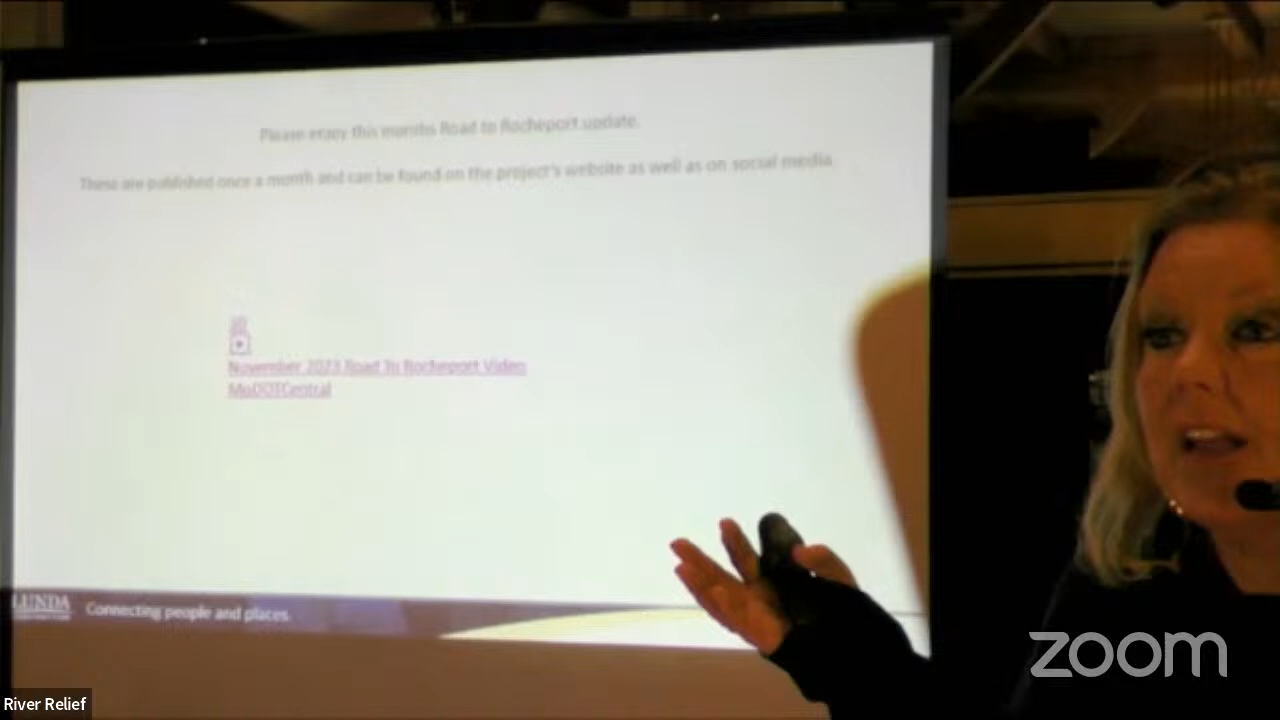 Please enjoy this months Road to Rocheport update.
These are published once a month and can be found on the project's website as well as on social media.
November 2023 Road To Rocheport Video
MoDOTCentral
LUNDA
Connecting people and places.
zoom
River Relief